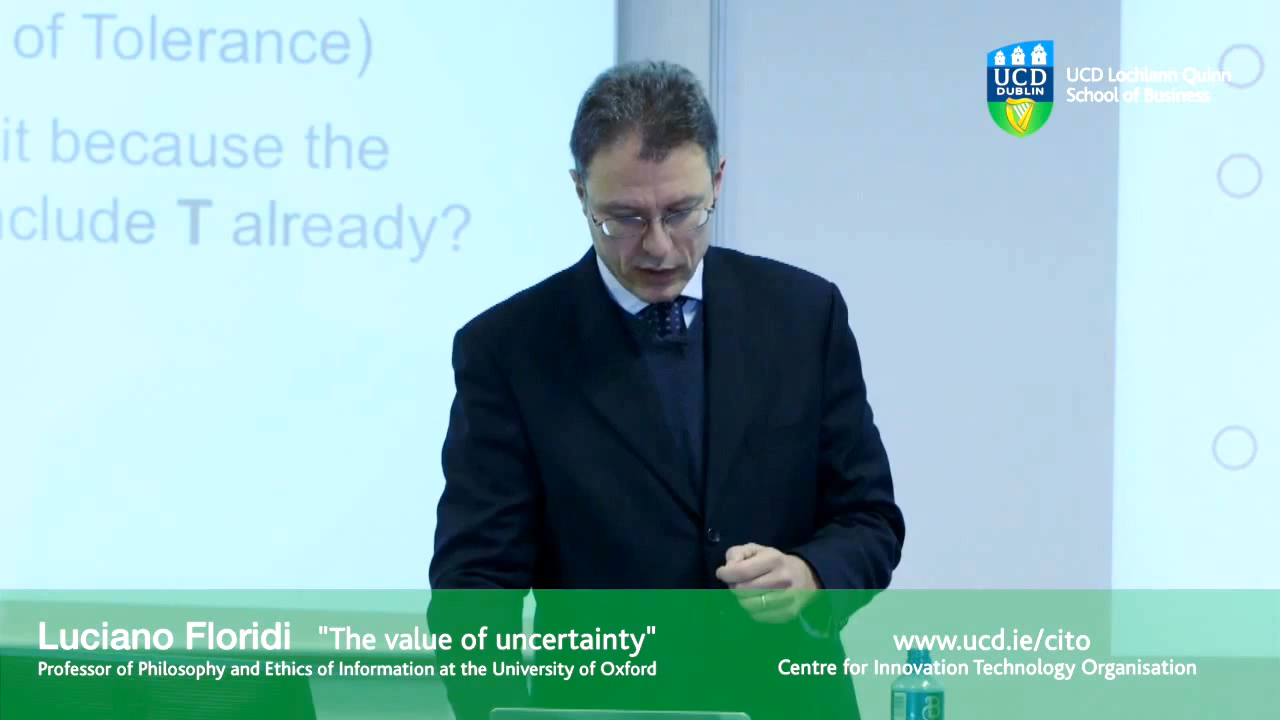 of Tolerance)
it because the
nclude T already?
UCD
DUBLIN
UCD Lochlann Quinn
School of Business
Luciano Floridi "The value of uncertainty"
Professor of Philosophy and Ethics of Information at the University of Oxford
www.ucd.ie/cito
Centre for Innovation Technology Organisation